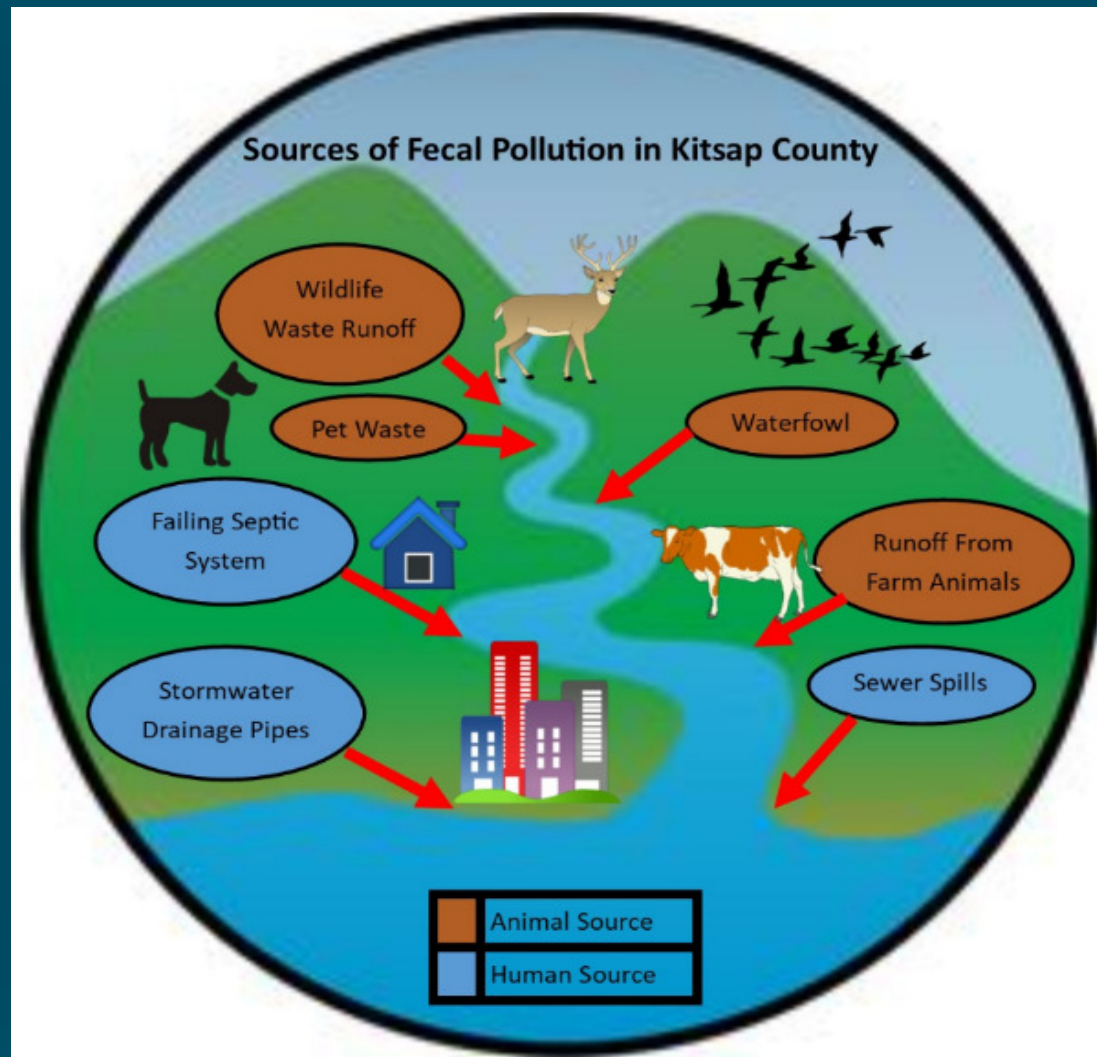 Sources of Fecal Pollution in Kitsap County
Wildlife
Waste Runoff
Pet Waste
Waterfowl
Failing Septic
System
Runoff From
Farm Animals
Stormwater
Drainage Pipes
Sewer Spills
Animal Source
Human Source